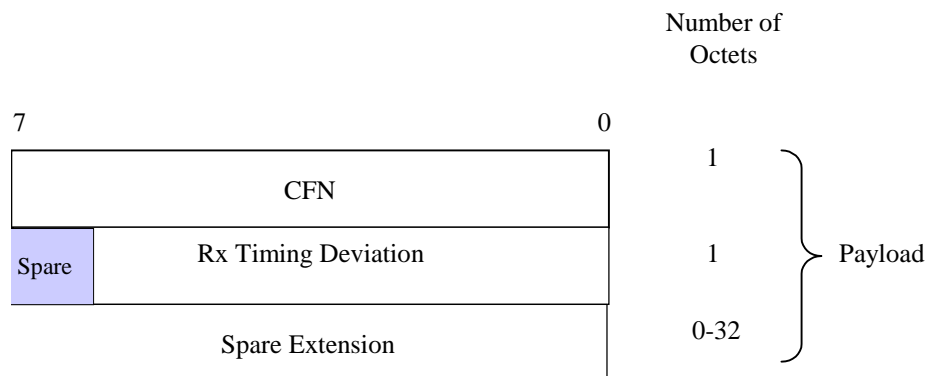 Number of
Octets
7 0
CFN 1
Spare Rx Timing Deviation 1 Payload
Spare Extension 0-32